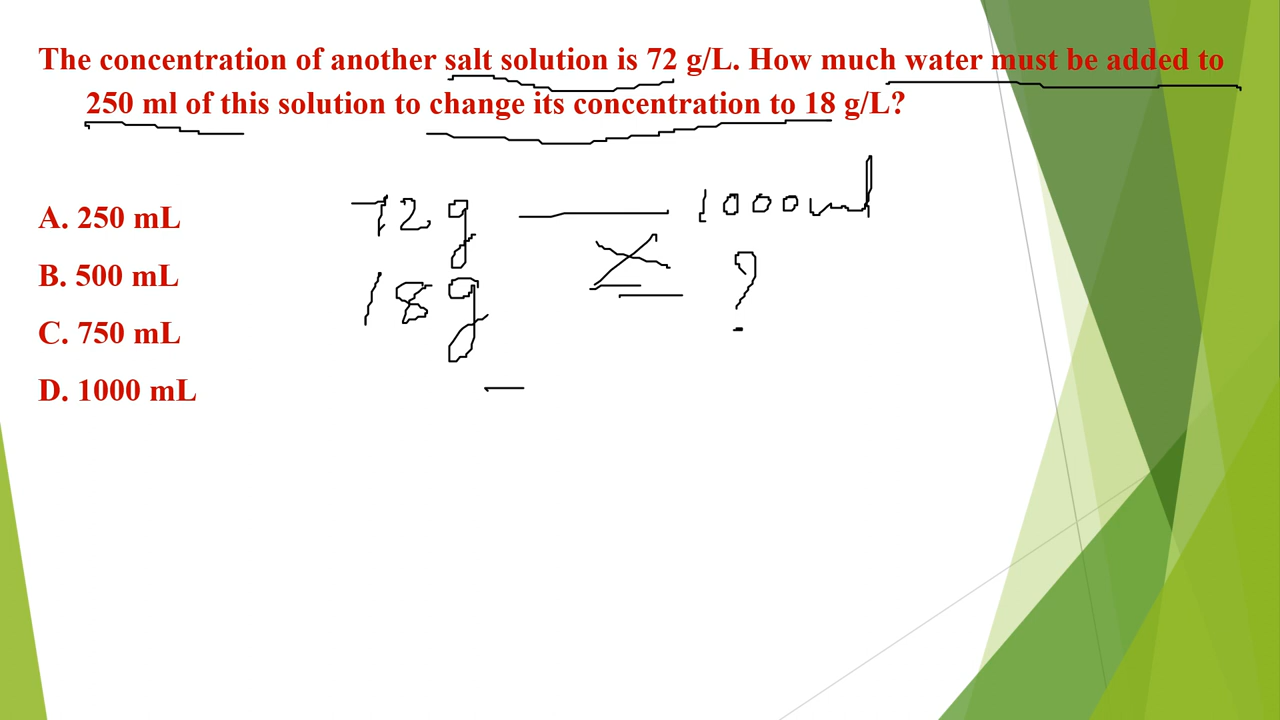 The concentration of another salt solution is 72 g/L. How much water must be added to
250 ml of this solution to change its concentration to 18 g/L?
A. 250 mL
B. 500 mL
C. 750 mL
D. 1000 mL
72g — 1000ml
18g — ?